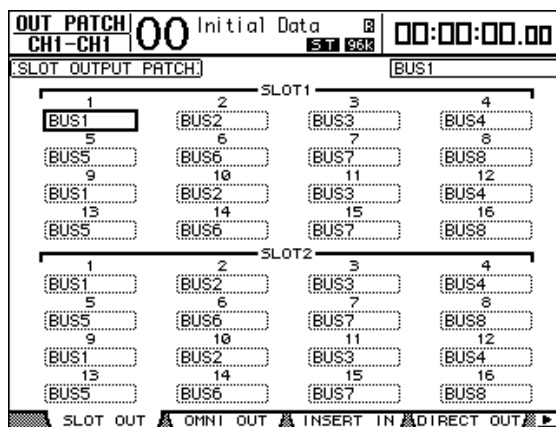 OUT PATCH 00 Initial Data R 00:00:00.00
CH1-CH1 ST 96k
SLOT OUTPUT PATCH BUS1
SLOT1
1 2 3 4
BUS1 BUS2 BUS3 BUS4
5 6 7 8
BUS5 BUS6 BUS7 BUS8
9 10 11 12
BUS1 BUS2 BUS3 BUS4
13 14 15 16
BUS5 BUS6 BUS7 BUS8
SLOT2
1 2 3 4
BUS1 BUS2 BUS3 BUS4
5 6 7 8
BUS5 BUS6 BUS7 BUS8
9 10 11 12
BUS1 BUS2 BUS3 BUS4
13 14 15 16
BUS5 BUS6 BUS7 BUS8
SLOT OUT OMNI OUT INSERT IN DIRECT OUT